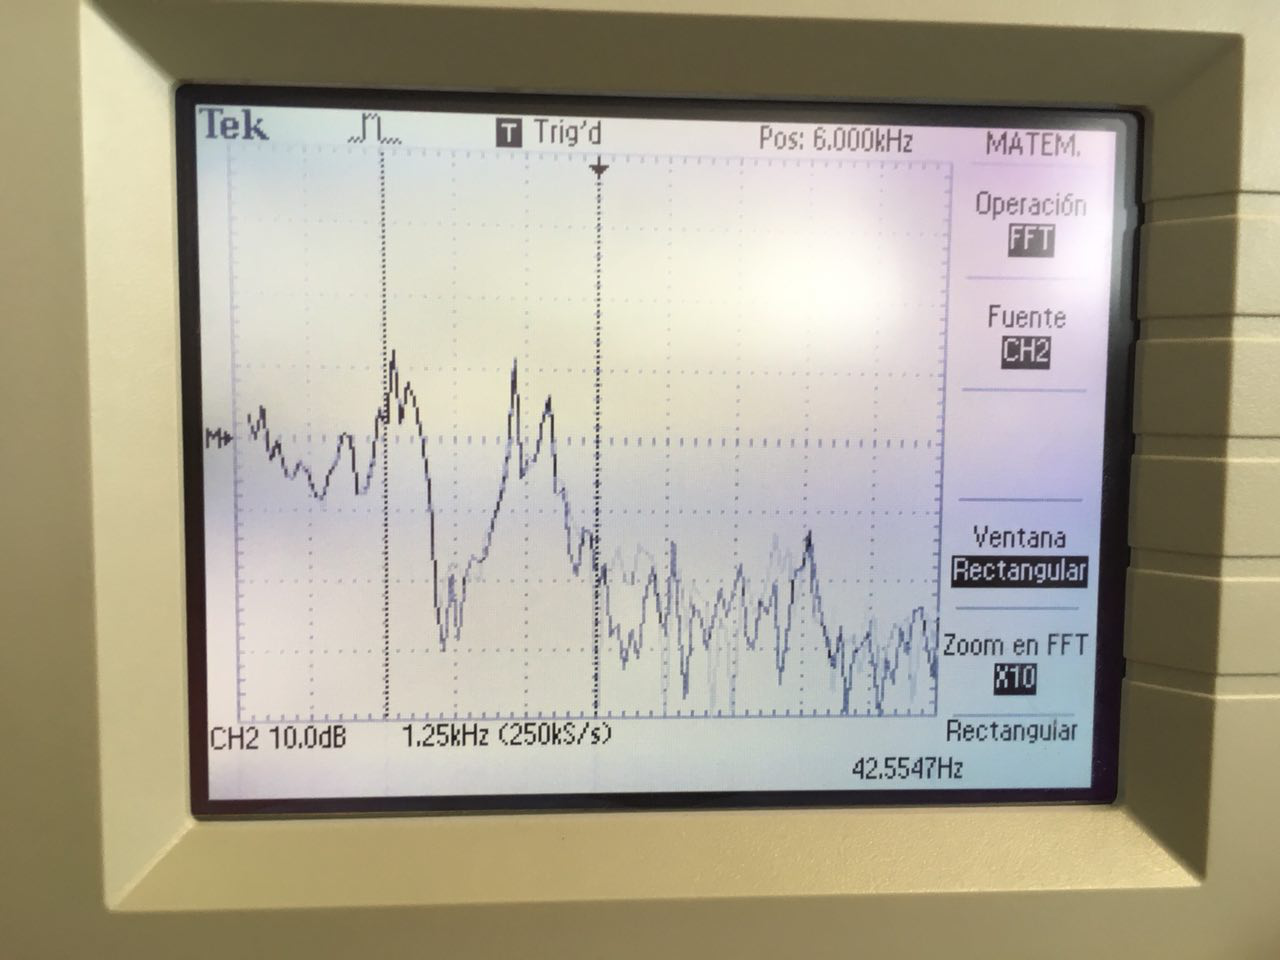 Tek
T Trig'd
Pos: 6.000kHz
MATEM.
Operación
FFT
Fuente
CH2
M
Ventana
Rectangular
Zoom en FFT
X10
Rectangular
CH2 10.0dB
1.25kHz (250kS/s)
42.5547Hz